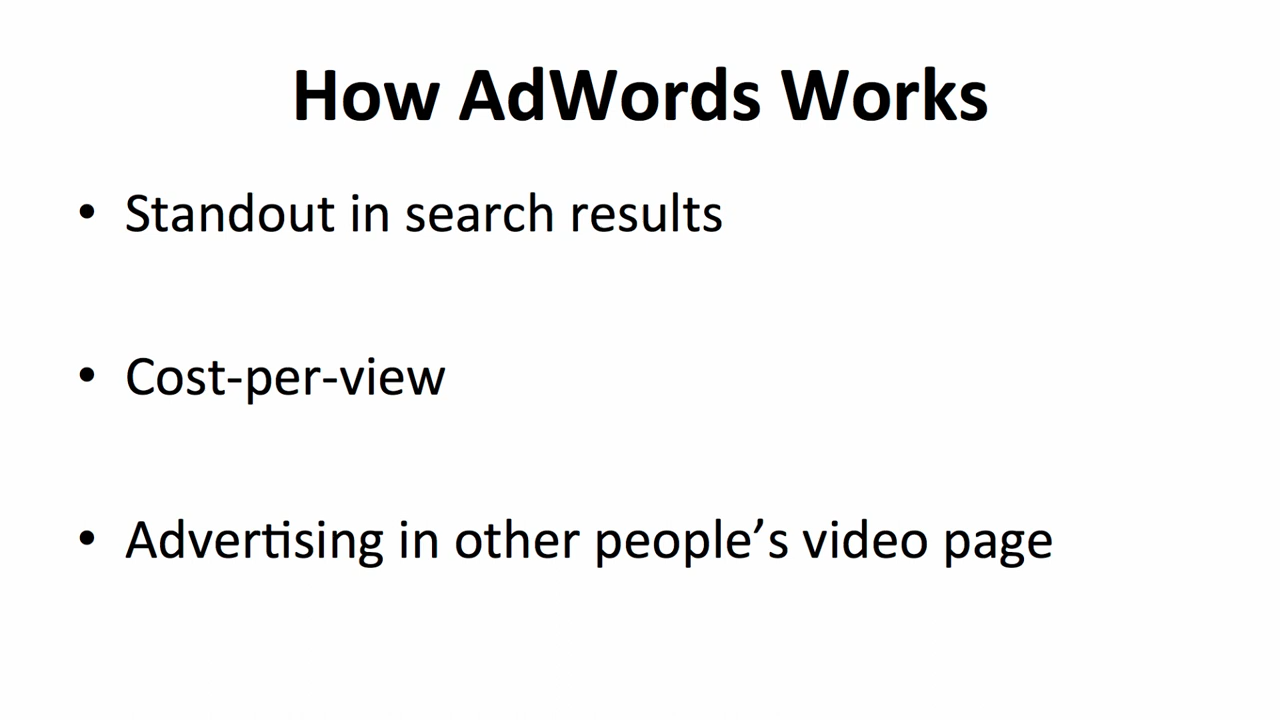 How AdWords Works
• Standout in search results
• Cost-per-view
• Advertising in other people’s video page